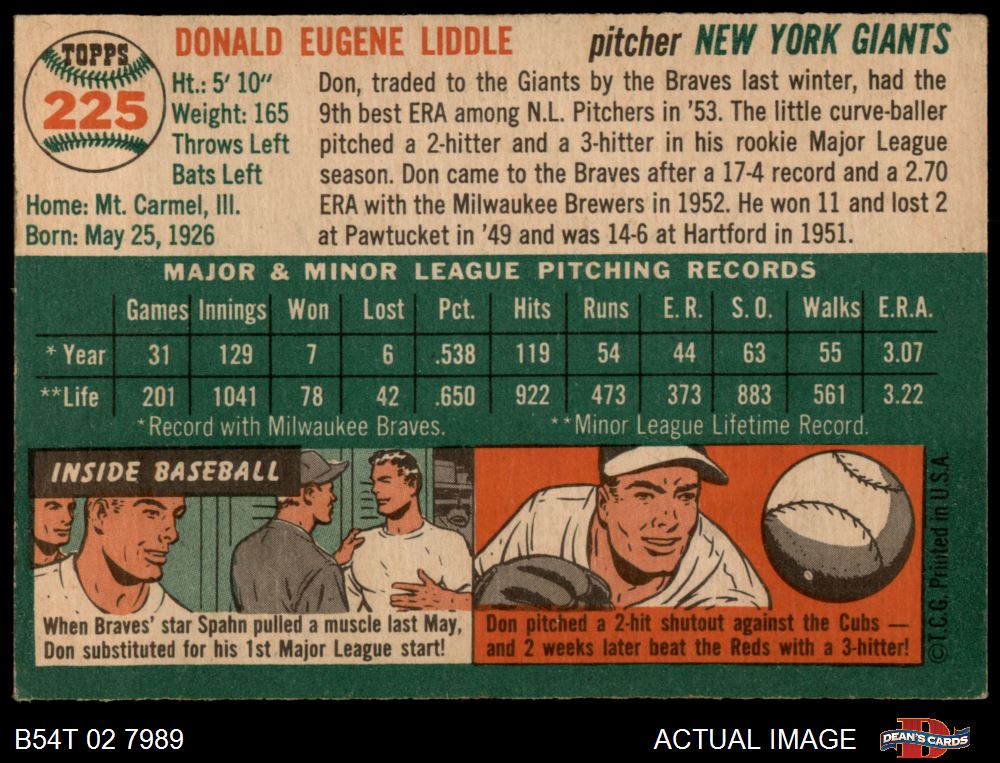 TOPPS
225
DONALD EUGENE LIDDLE
pitcher NEW YORK GIANTS
Ht.: 5' 10"
Weight: 165
Throws Left
Bats Left
Home: Mt. Carmel, Ill.
Born: May 25, 1926
Don, traded to the Giants by the Braves last winter, had the
9th best ERA among N.L. Pitchers in '53. The little curve-baller
pitched a 2-hitter and a 3-hitter in his rookie Major League
season. Don came to the Braves after a 17-4 record and a 2.70
ERA with the Milwaukee Brewers in 1952. He won 11 and lost 2
at Pawtucket in '49 and was 14-6 at Hartford in 1951.
MAJOR & MINOR LEAGUE PITCHING RECORDS
Games Innings Won Lost Pct. Hits Runs E.R. S.O. Walks E.R.A.
*Year 31 129 7 6 .538 119 54 44 63 55 3.07
**Life 201 1041 78 42 .650 922 473 373 883 561 3.22
*Record with Milwaukee Braves. **Minor League Lifetime Record.
INSIDE BASEBALL
When Braves' star Spahn pulled a muscle last May,
Don substituted for his 1st Major League start!
Don pitched a 2-hit shutout against the Cubs —
and 2 weeks later beat the Reds with a 3-hitter!
©T.C.G. Printed in U.S.A.
B54T 02 7989
ACTUAL IMAGE
DEAN'S CARDS